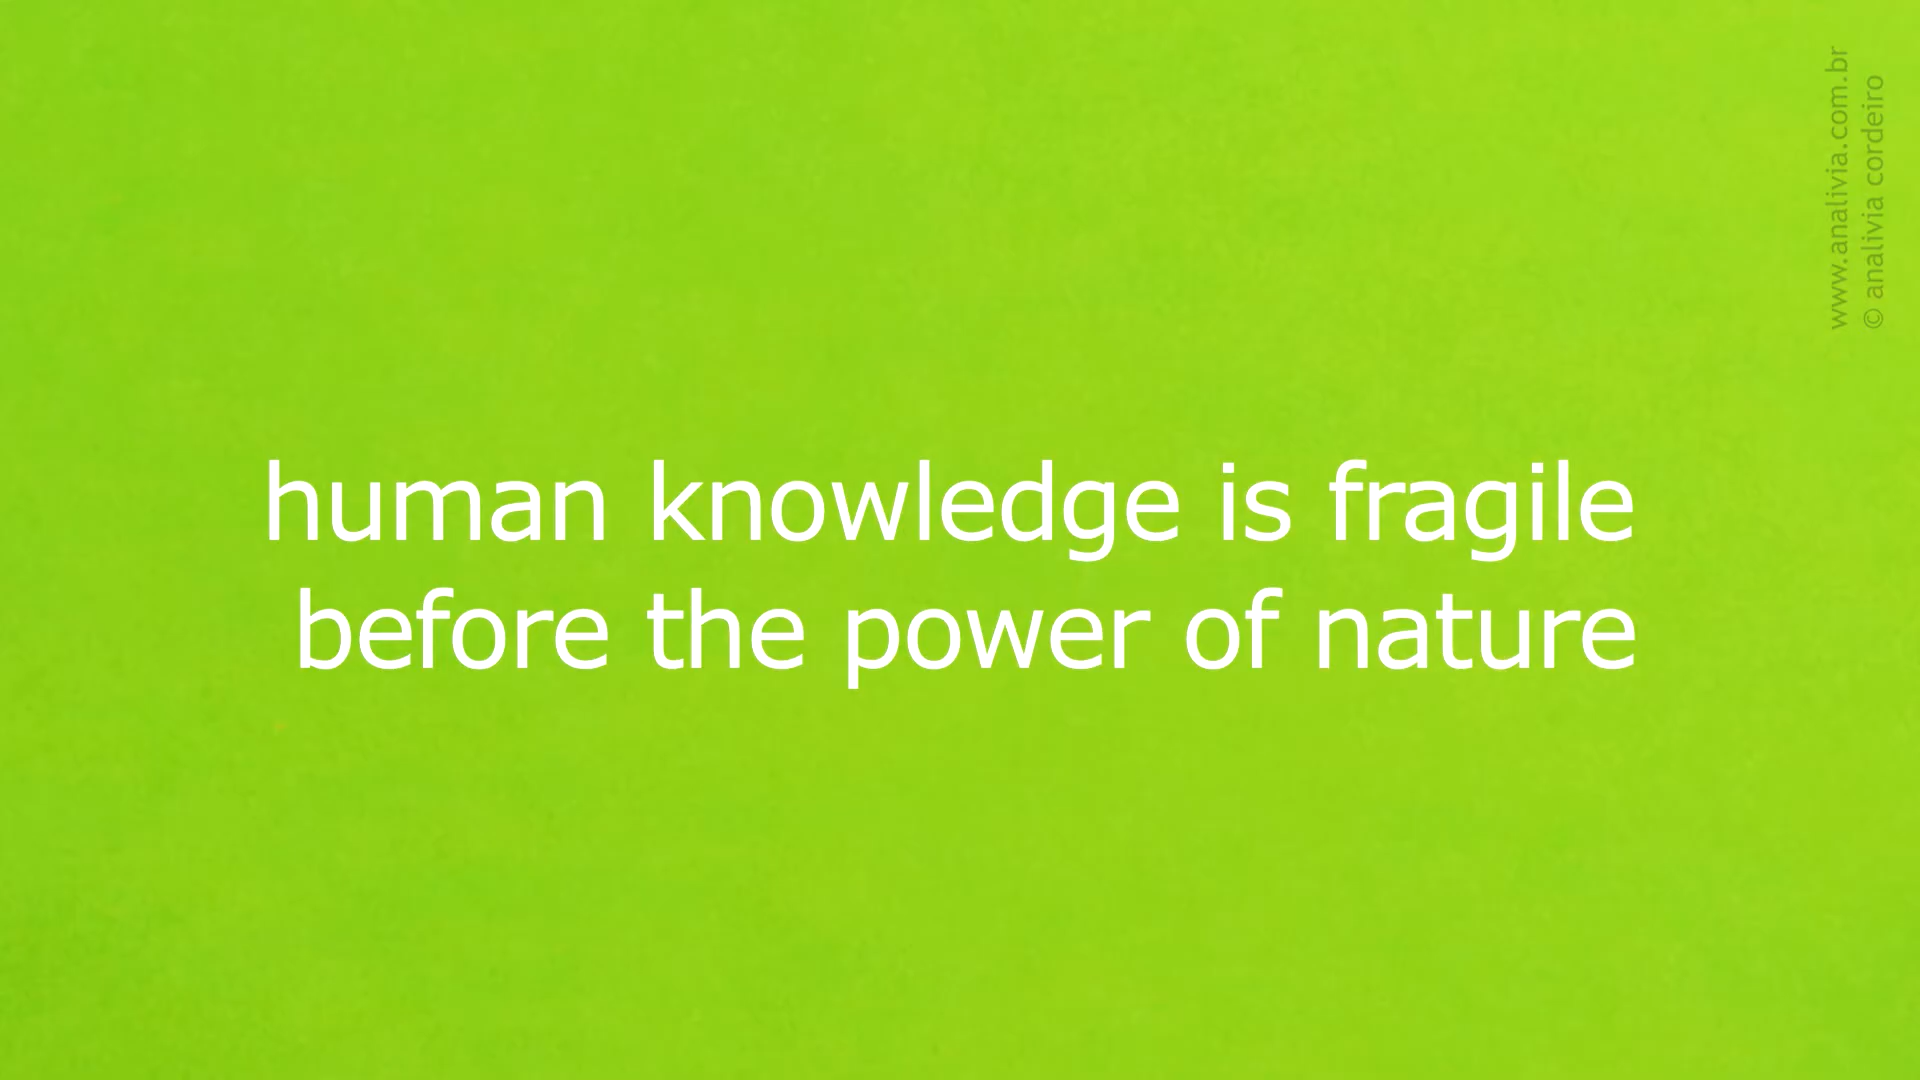 human knowledge is fragile
before the power of nature
www.analivia.com.br
© analivia cordeiro